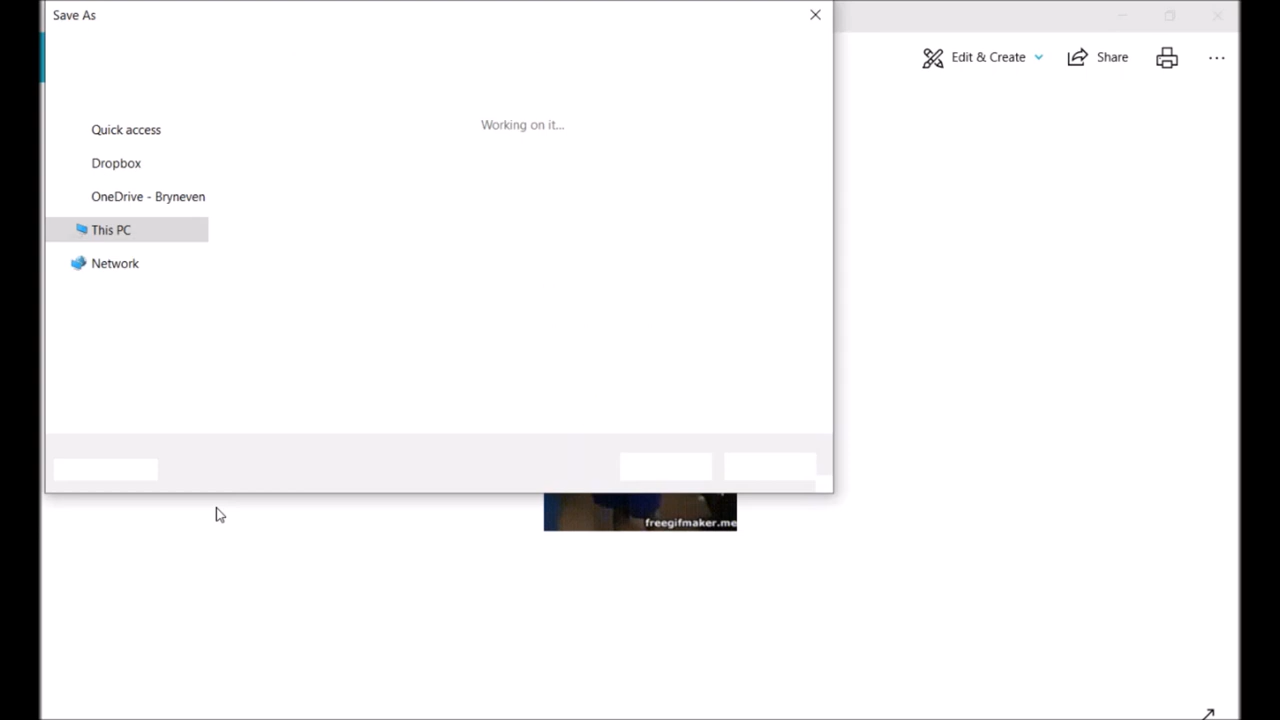 Save As
Edit & Create
Share
Working on it...
Quick access
Dropbox
OneDrive - Bryneven
This PC
Network
freegifmaker.me